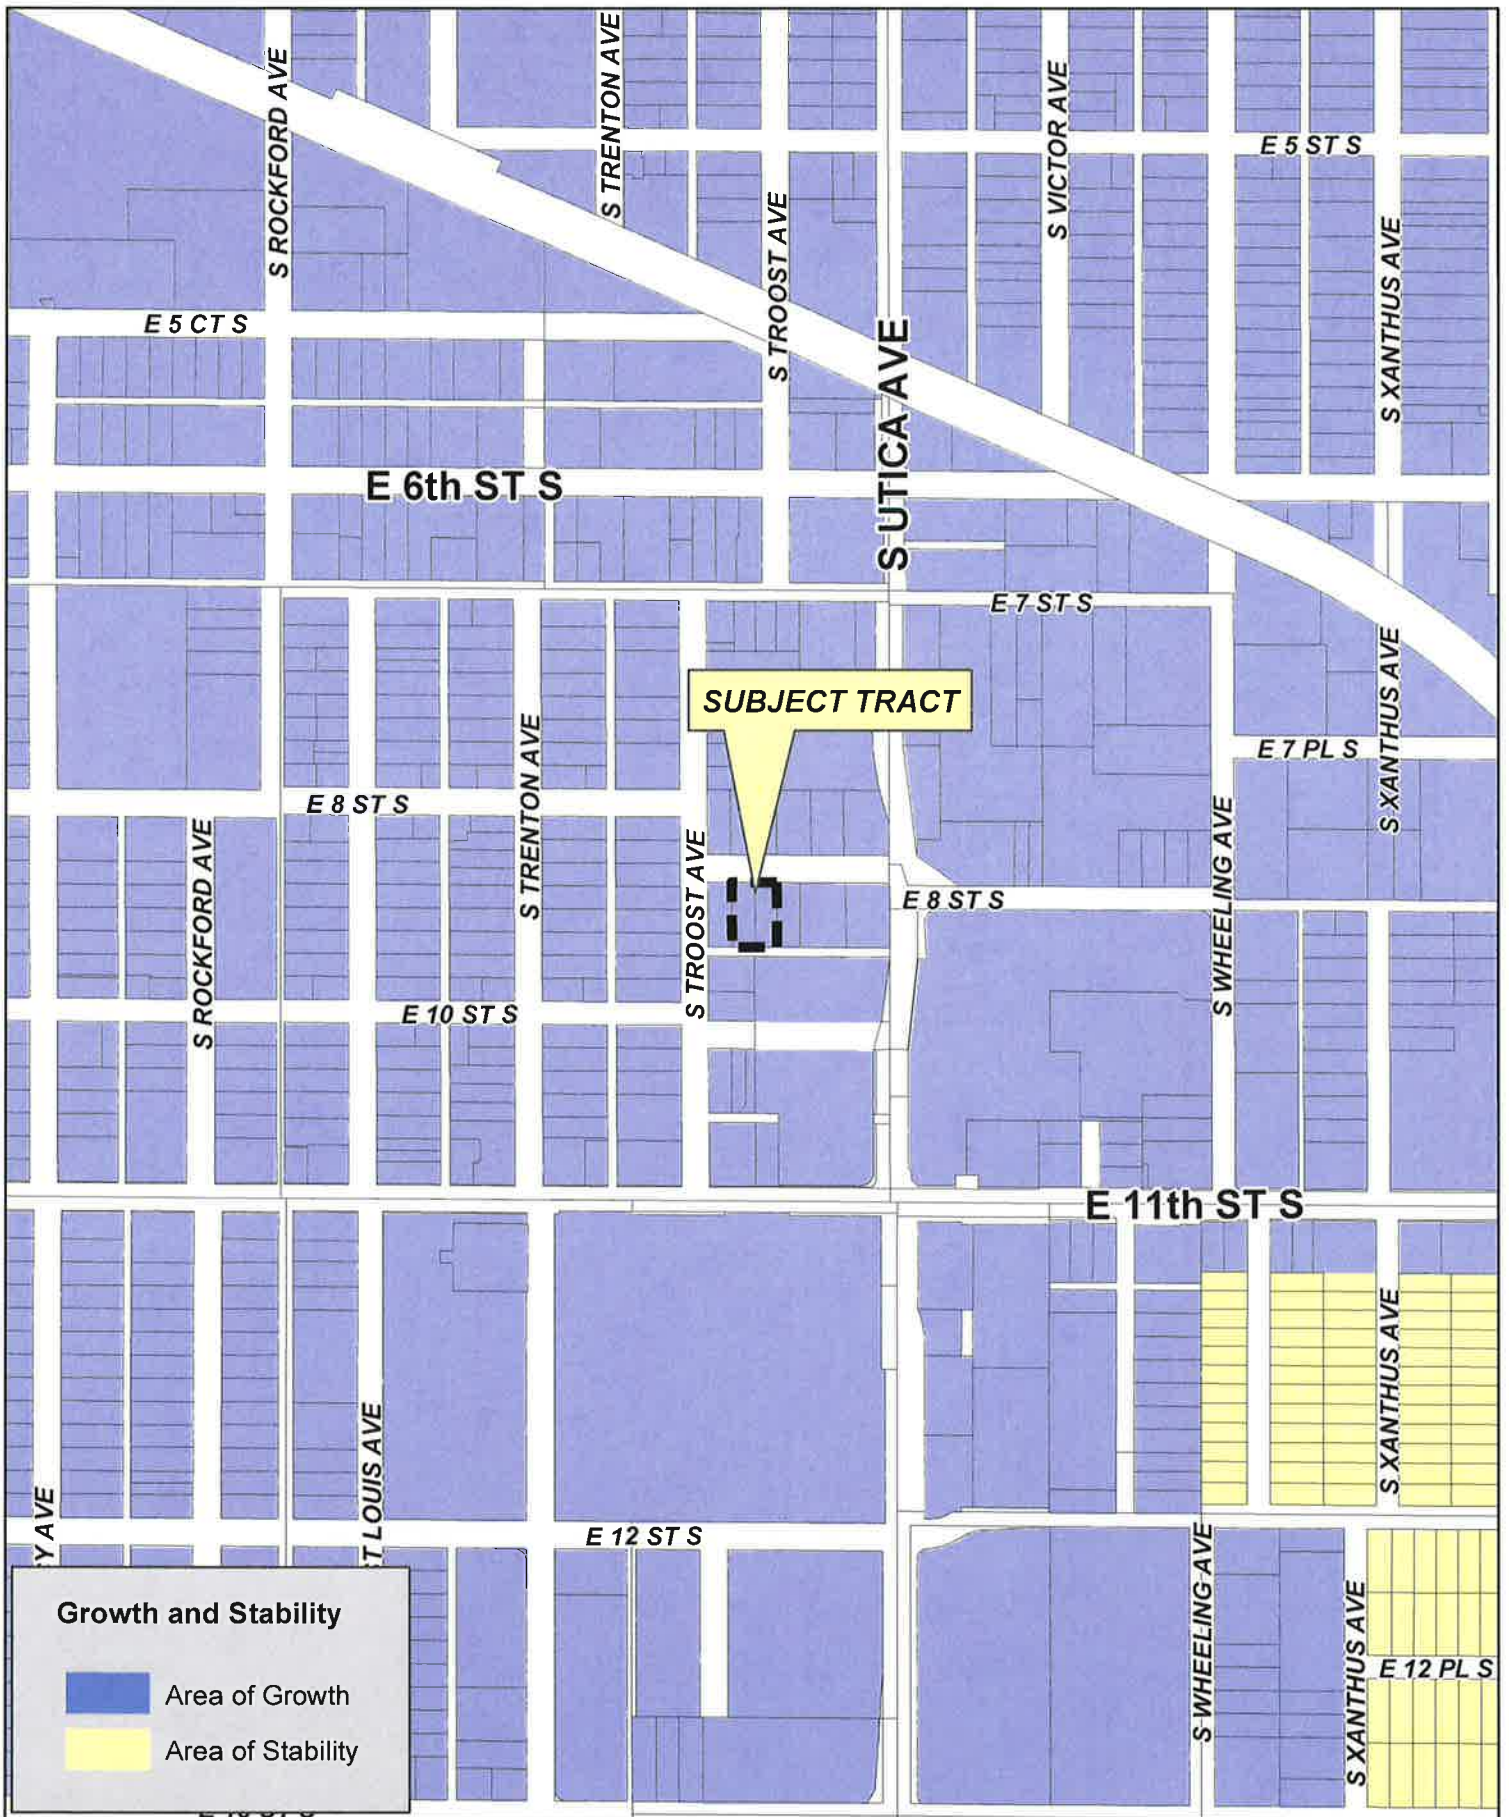 S ROCKFORD AVE
S TRENTON AVE
S VICTOR AVE
E 5 ST S
S TROOST AVE
S XANTHUS AVE
E 5 CT S
S UTICA AVE
E 6th ST S
E 7 ST S
SUBJECT TRACT
S XANTHUS AVE
E 7 PL S
S TRENTON AVE
E 8 ST S
S WHEELING AVE
S ROCKFORD AVE
S TROOST AVE
E 8 ST S
E 10 ST S
E 11th ST S
S XANTHUS AVE
ST LOUIS AVE
Y AVE
E 12 ST S
S WHEELING AVE
S XANTHUS AVE
E 12 PL S
Growth and Stability
Area of Growth
Area of Stability